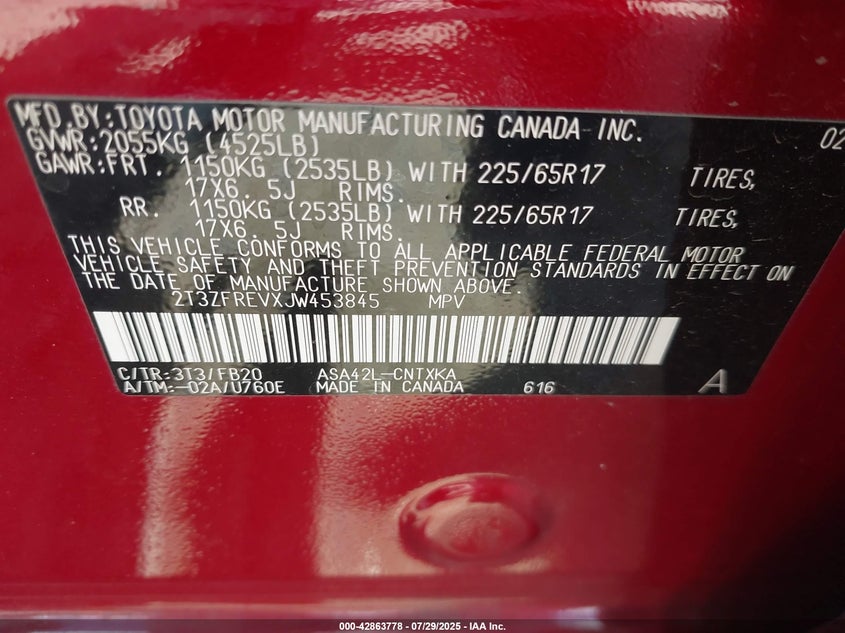 MFD.BY:TOYOTA MOTOR MANUFACTURING CANADA INC. 02
GVWR:2055KG (4525LB)
GAWR:FRT. 1150KG (2535LB) WITH 225/65R17 TIRES,
17X6.5J RIMS.
RR. 1150KG (2535LB) WITH 225/65R17 TIRES,
17X6.5J RIMS.
THIS VEHICLE CONFORMS TO ALL APPLICABLE FEDERAL MOTOR
VEHICLE SAFETY AND THEFT PREVENTION STANDARDS IN EFFECT ON
THE DATE OF MANUFACTURE SHOWN ABOVE.
2T3ZFREVXJW453845 MPV
C/TR:3T3/FB20 ASA42L-CNTXKA
A/TM:-02A/U760E MADE IN CANADA 616 A
000-42863778 - 07/29/2025 - IAA Inc.